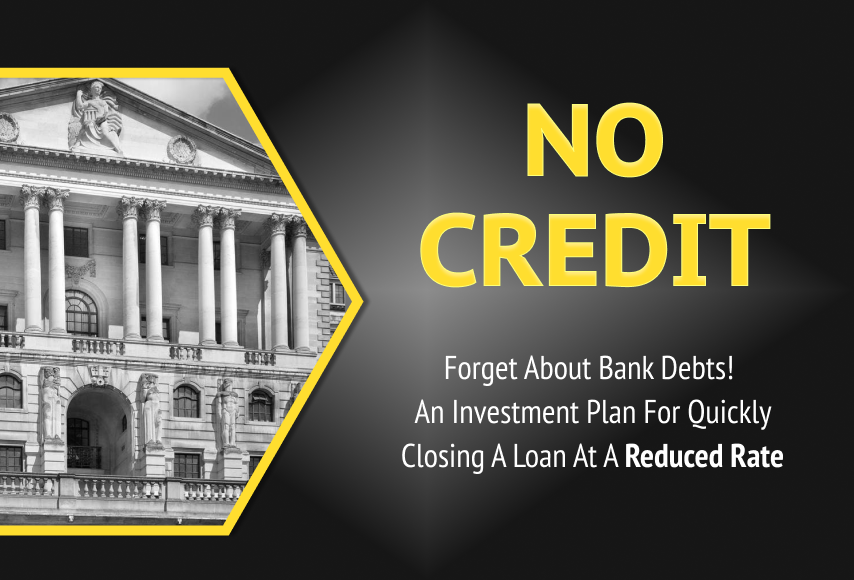 NO
CREDIT
Forget About Bank Debts!
An Investment Plan For Quickly
Closing A Loan At A Reduced Rate